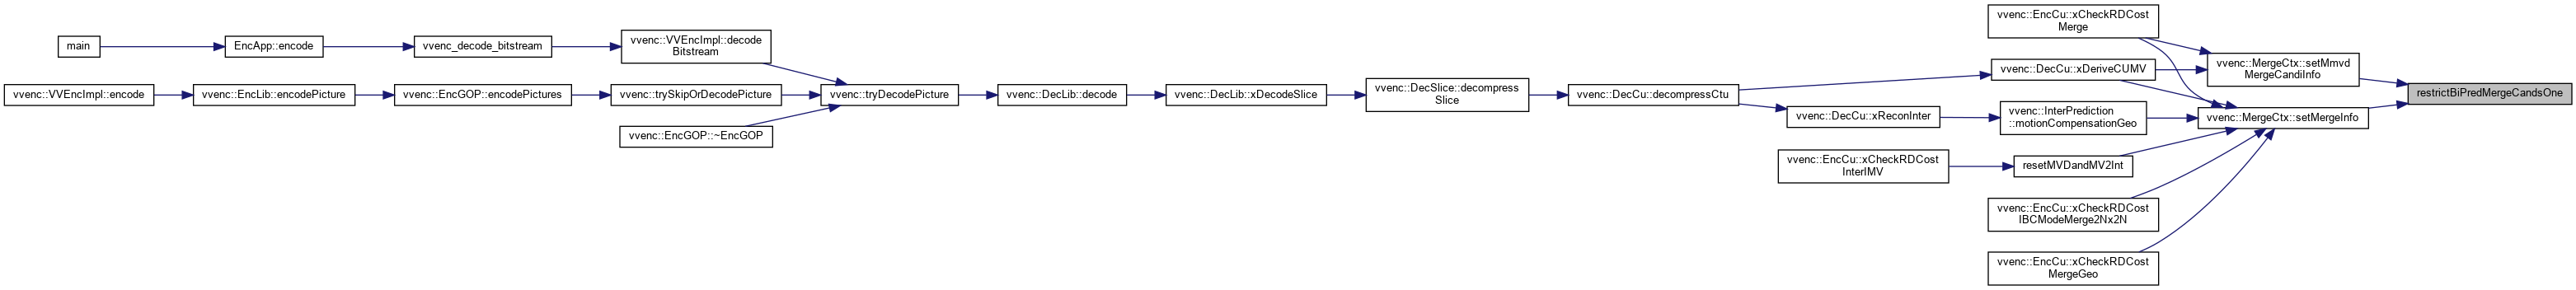 main
EncApp::encode
vvenc_decode_bitstream
vvenc::VVEncImpl::decode
Bitstream
vvenc::VVEncImpl::encode
vvenc::EncLib::encodePicture
vvenc::EncGOP::encodePictures
vvenc::trySkipOrDecodePicture
vvenc::EncGOP::~EncGOP
vvenc::tryDecodePicture
vvenc::DecLib::decode
vvenc::DecLib::xDecodeSlice
vvenc::DecSlice::decompress
Slice
vvenc::DecCu::decompressCtu
vvenc::EncCu::xCheckRDCost
InterIMV
vvenc::DecCu::xReconInter
vvenc::EncCu::xCheckRDCost
Merge
vvenc::DecCu::xDeriveCUMV
vvenc::InterPrediction
::motionCompensationGeo
resetMVDandMV2Int
vvenc::EncCu::xCheckRDCost
IBCModeMerge2Nx2N
vvenc::EncCu::xCheckRDCost
MergeGeo
vvenc::MergeCtx::setMmvd
MergeCandiInfo
vvenc::MergeCtx::setMergeInfo
restrictBiPredMergeCandsOne